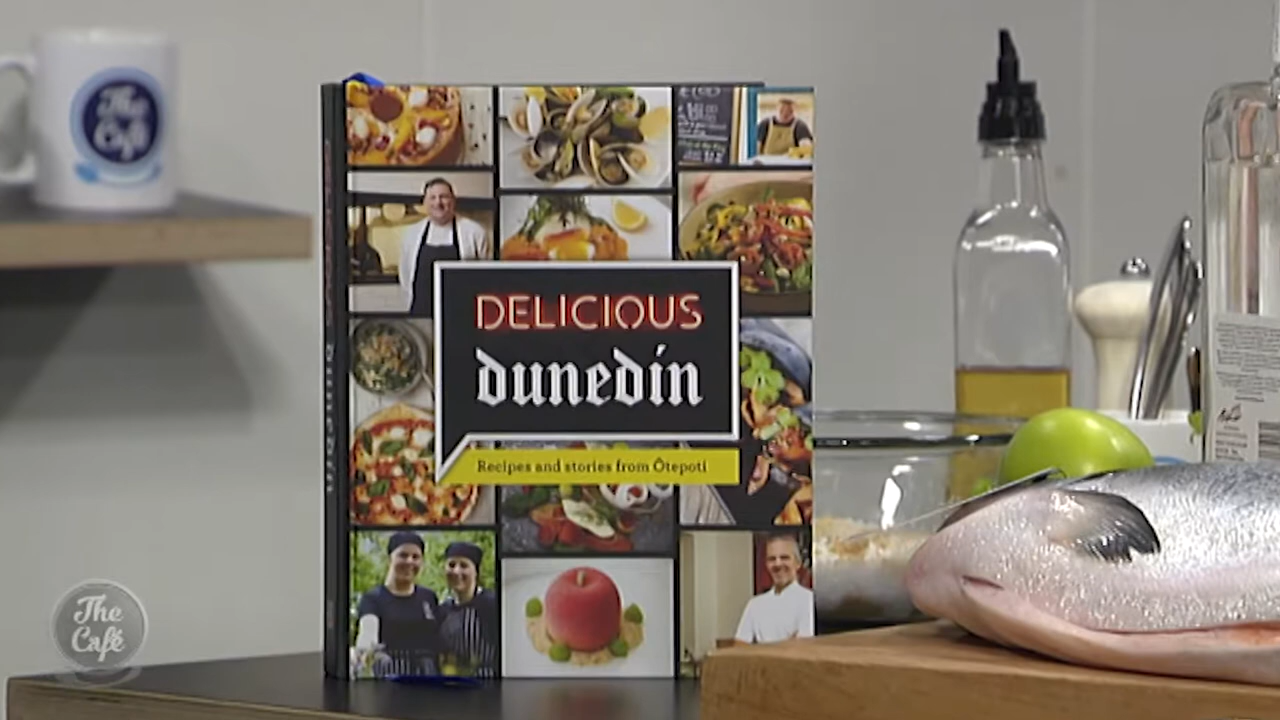 The
Café
DELICIOUS
dunedin
Recipes and stories from Ōtepoti
The
Café